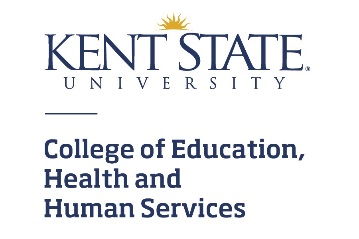 KENT STATE
UNIVERSITY
College of Education,
Health and
Human Services